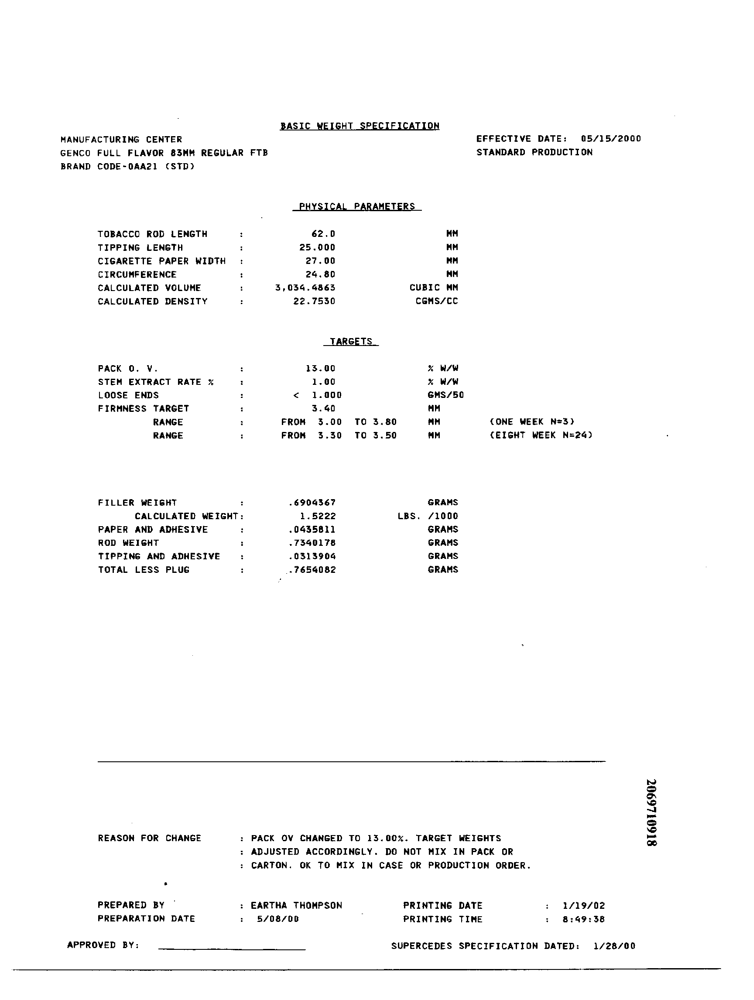 BASIC WEIGHT SPECIFICATION
MANUFACTURING CENTER EFFECTIVE DATE: 05/15/2000
GENCO FULL FLAVOR 83MM REGULAR FTB STANDARD PRODUCTION
BRAND CODE-0AA21 (STD)
PHYSICAL PARAMETERS
TOBACCO ROD LENGTH : 62.0 MM
TIPPING LENGTH : 25.000 MM
CIGARETTE PAPER WIDTH : 27.00 MM
CIRCUMFERENCE : 24.80 MM
CALCULATED VOLUME : 3,034.4863 CUBIC MM
CALCULATED DENSITY : 22.7530 CGMS/CC
TARGETS
PACK O. V. : 13.00 % W/W
STEM EXTRACT RATE % : 1.00 % W/W
LOOSE ENDS : < 1.000 GMS/50
FIRMNESS TARGET : 3.40 MM
RANGE : FROM 3.00 TO 3.80 MM (ONE WEEK N=3)
RANGE : FROM 3.30 TO 3.50 MM (EIGHT WEEK N=24)
FILLER WEIGHT : .6904367 GRAMS
CALCULATED WEIGHT: 1.5222 LBS. /1000
PAPER AND ADHESIVE : .0435811 GRAMS
ROD WEIGHT : .7340178 GRAMS
TIPPING AND ADHESIVE : .0313904 GRAMS
TOTAL LESS PLUG : .7654082 GRAMS
2069710918
REASON FOR CHANGE : PACK OV CHANGED TO 13.00%. TARGET WEIGHTS
: ADJUSTED ACCORDINGLY. DO NOT MIX IN PACK OR
: CARTON. OK TO MIX IN CASE OR PRODUCTION ORDER.
PREPARED BY : EARTHA THOMPSON PRINTING DATE : 1/19/02
PREPARATION DATE : 5/08/00 PRINTING TIME : 8:49:38
APPROVED BY: SUPERCEDES SPECIFICATION DATED: 1/28/00